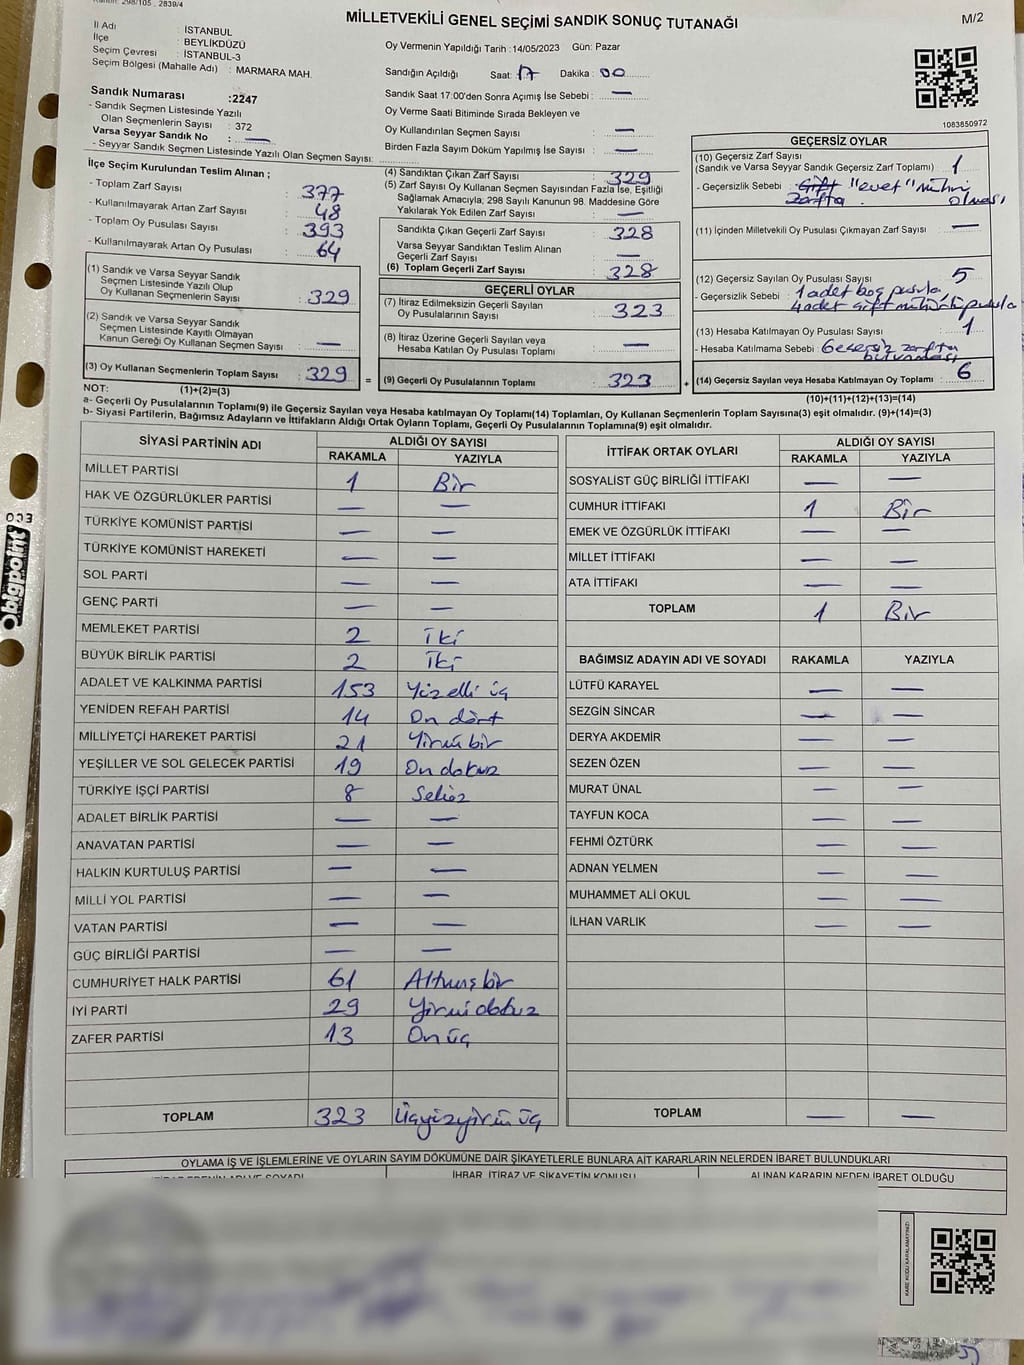 Kanun: 298/105 , 2839/4
MİLLETVEKİLİ GENEL SEÇİMİ SANDIK SONUÇ TUTANAĞI
M/2
İl Adı : İSTANBUL
İlçe : BEYLİKDÜZÜ
Seçim Çevresi : İSTANBUL-3
Seçim Bölgesi (Mahalle Adı) : MARMARA MAH.
Sandık Numarası :2247
- Sandık Seçmen Listesinde Yazılı
Olan Seçmenlerin Sayısı : 372
Varsa Seyyar Sandık No : —
- Seyyar Sandık Seçmen Listesinde Yazılı Olan Seçmen Sayısı:
Oy Vermenin Yapıldığı Tarih :14/05/2023 Gün: Pazar
Sandığın Açıldığı Saat: 17 Dakika : 00
Sandık Saat 17:00'den Sonra Açımış İse Sebebi : —
Oy Verme Saati Bitiminde Sırada Bekleyen ve
Oy Kullandırılan Seçmen Sayısı : —
Birden Fazla Sayım Döküm Yapılmış İse Sayısı : —
1083850972
İlçe Seçim Kurulundan Teslim Alınan ;
- Toplam Zarf Sayısı : 377
- Kullanılmayarak Artan Zarf Sayısı : 48
- Toplam Oy Pusulası Sayısı : 393
- Kullanılmayarak Artan Oy Pusulası : 64
(1) Sandık ve Varsa Seyyar Sandık
Seçmen Listesinde Yazılı Olup
Oy Kullanan Seçmenlerin Sayısı : 329
(2) Sandık ve Varsa Seyyar Sandık
Seçmen Listesinde Kayıtlı Olmayan
Kanun Gereği Oy Kullanan Seçmen Sayısı : —
(3) Oy Kullanan Seçmenlerin Toplam Sayısı : 329
(4) Sandıktan Çıkan Zarf Sayısı : 329
(5) Zarf Sayısı Oy Kullanan Seçmen Sayısından Fazla İse, Eşitliği
Sağlamak Amacıyla; 298 Sayılı Kanunun 98. Maddesine Göre
Yakılarak Yok Edilen Zarf Sayısı : —
Sandıkta Çıkan Geçerli Zarf Sayısı : 328
Varsa Seyyar Sandıktan Teslim Alınan
Geçerli Zarf Sayısı : —
(6) Toplam Geçerli Zarf Sayısı : 328
GEÇERLİ OYLAR
(7) İtiraz Edilmeksizin Geçerli Sayılan
Oy Pusulalarının Sayısı : 323
(8) İtiraz Üzerine Geçerli Sayılan veya
Hesaba Katılan Oy Pusulası Toplamı : —
= (9) Geçerli Oy Pusulalarının Toplamı : 323 +
GEÇERSİZ OYLAR
(10) Geçersiz Zarf Sayısı
(Sandık ve Varsa Seyyar Sandık Geçersiz Zarf Toplamı) : 1
- Geçersizlik Sebebi : Çift "evet" mührü
zarfta olması
(11) İçinden Milletvekili Oy Pusulası Çıkmayan Zarf Sayısı : —
(12) Geçersiz Sayılan Oy Pusulası Sayısı : 5
- Geçersizlik Sebebi : 1 adet boş pusula,
4 adet çift mühürlü pusula
(13) Hesaba Katılmayan Oy Pusulası Sayısı : 1
- Hesaba Katılmama Sebebi : Geçersiz zarfta
bulunması
(14) Geçersiz Sayılan veya Hesaba Katılmayan Oy Toplamı : 6
NOT: (1)+(2)=(3)
(10)+(11)+(12)+(13)=(14)
a- Geçerli Oy Pusulalarının Toplamı(9) ile Geçersiz Sayılan veya Hesaba katılmayan Oy Toplamı(14) Toplamları, Oy Kullanan Seçmenlerin Toplam Sayısına(3) eşit olmalıdır. (9)+(14)=(3)
b- Siyasi Partilerin, Bağımsız Adayların ve İttifakların Aldığı Ortak Oyların Toplamı, Geçerli Oy Pusulalarının Toplamına(9) eşit olmalıdır.
SİYASİ PARTİNİN ADI ALDIĞI OY SAYISI
RAKAMLA YAZIYLA
MİLLET PARTİSİ 1 Bir
HAK VE ÖZGÜRLÜKLER PARTİSİ — —
TÜRKİYE KOMÜNİST PARTİSİ — —
TÜRKİYE KOMÜNİST HAREKETİ — —
SOL PARTİ — —
GENÇ PARTİ — —
MEMLEKET PARTİSİ 2 İki
BÜYÜK BİRLİK PARTİSİ 2 İki
ADALET VE KALKINMA PARTİSİ 153 Yüzelli üç
YENİDEN REFAH PARTİSİ 14 On dört
MİLLİYETÇİ HAREKET PARTİSİ 21 Yirmi bir
YEŞİLLER VE SOL GELECEK PARTİSİ 19 On dokuz
TÜRKİYE İŞÇİ PARTİSİ 8 Sekiz
ADALET BİRLİK PARTİSİ — —
ANAVATAN PARTİSİ — —
HALKIN KURTULUŞ PARTİSİ — —
MİLLİ YOL PARTİSİ — —
VATAN PARTİSİ — —
GÜÇ BİRLİĞİ PARTİSİ — —
CUMHURİYET HALK PARTİSİ 61 Altmış bir
İYİ PARTİ 29 Yirmi dokuz
ZAFER PARTİSİ 13 On üç
TOPLAM 323 Üçyüzyirmi üç
İTTİFAK ORTAK OYLARI ALDIĞI OY SAYISI
RAKAMLA YAZIYLA
SOSYALİST GÜÇ BİRLİĞİ İTTİFAKI — —
CUMHUR İTTİFAKI 1 Bir
EMEK VE ÖZGÜRLÜK İTTİFAKI — —
MİLLET İTTİFAKI — —
ATA İTTİFAKI — —
TOPLAM 1 Bir
BAĞIMSIZ ADAYIN ADI VE SOYADI RAKAMLA YAZIYLA
LÜTFÜ KARAYEL — —
SEZGİN SİNCAR — —
DERYA AKDEMİR — —
SEZEN ÖZEN — —
MURAT ÜNAL — —
TAYFUN KOCA — —
FEHMİ ÖZTÜRK — —
ADNAN YELMEN — —
MUHAMMET ALİ OKUL — —
İLHAN VARLIK — —
TOPLAM — —
OYLAMA İŞ VE İŞLEMLERİNE VE OYLARIN SAYIM DÖKÜMÜNE DAİR ŞİKAYETLERLE BUNLARA AİT KARARLARIN NELERDEN İBARET BULUNDUKLARI
İHBAR, İTİRAZ VE ŞİKAYETİN KONUSU ALINAN KARARIN NEDEN İBARET OLDUĞU
KARE KODU KARALAMAYINIZ!
bigpoint